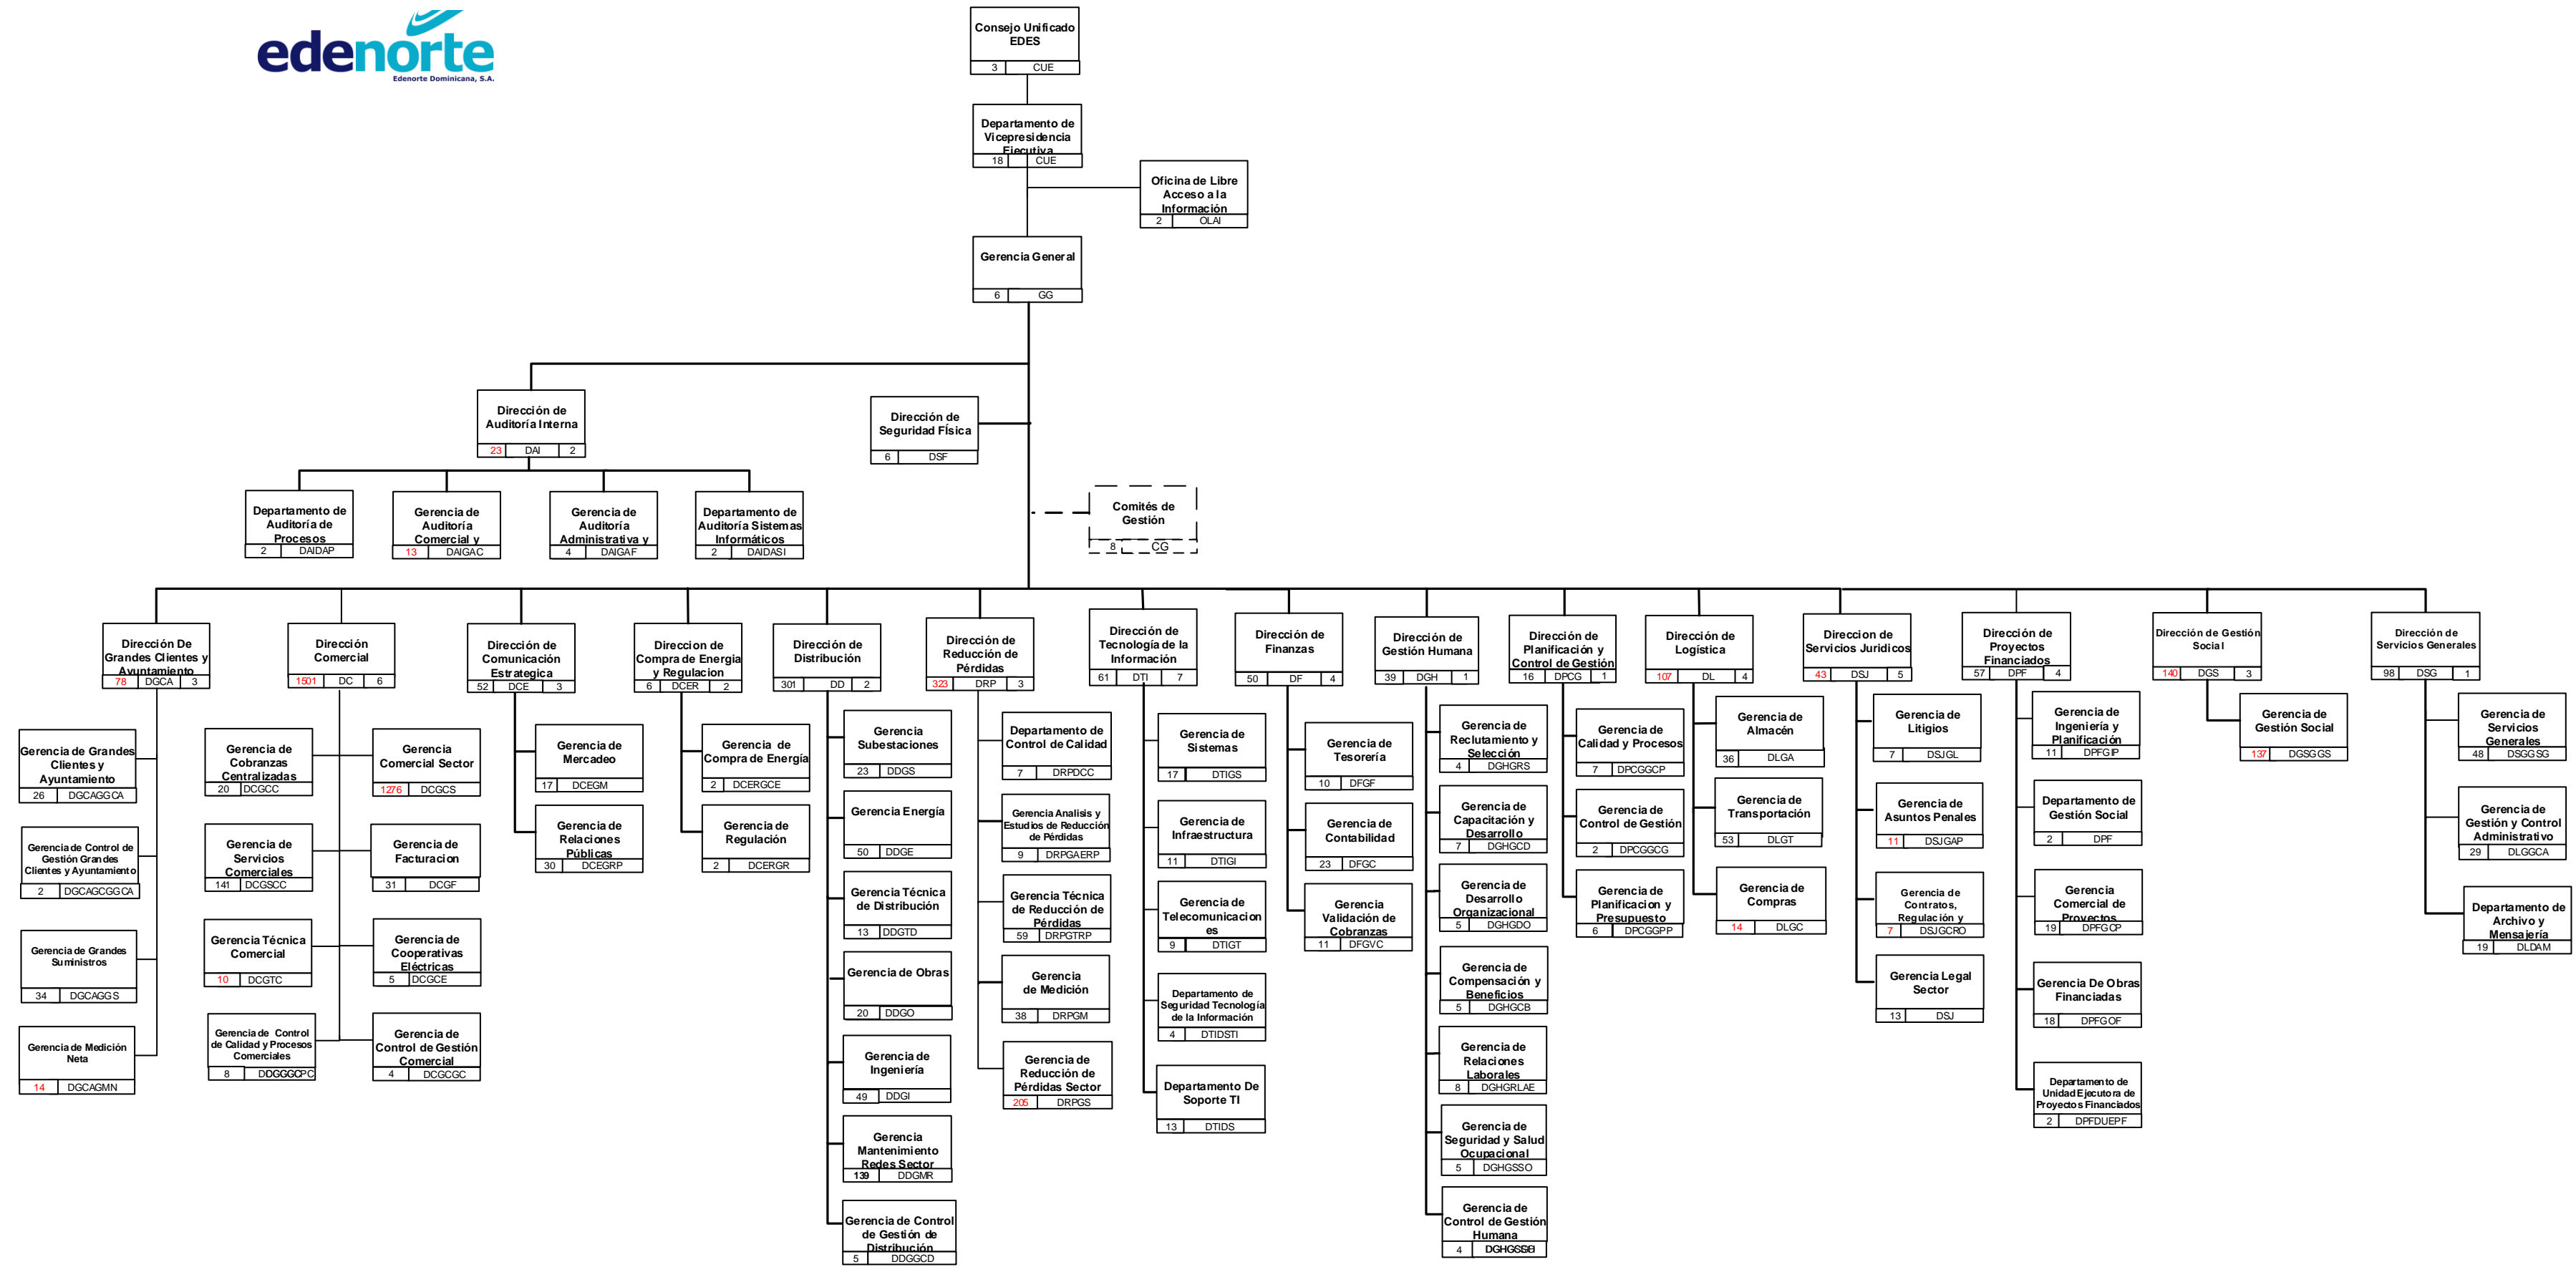 edenorte
Edenorte Dominicana, S.A.
Consejo Unificado
EDES
3 CUE
Departamento de
Vicepresidencia
Ejecutiva
18 CUE
Oficina de Libre
Acceso a la
Información
2 OLAI
Gerencia General
6 GG
Dirección de
Auditoría Interna
23 DAI 2
Dirección de
Seguridad FÍsica
6 DSF
Departamento de
Auditoría de
Procesos
2 DAIDAP
Gerencia de
Auditoría
Comercial y
13 DAIGAC
Gerencia de
Auditoría
Administrativa y
4 DAIGAF
Departamento de
Auditoría Sistemas
Informáticos
2 DAIDASI
Comités de
Gestión
8 CG
Dirección De
Grandes Clientes y
Ayuntamiento
78 DGCA 3
Gerencia de Grandes
Clientes y
Ayuntamiento
26 DGCAGGCA
Gerencia de Control de
Gestión Grandes
Clientes y Ayuntamiento
2 DGCAGCGGCA
Gerencia de Grandes
Suministros
34 DGCAGGS
Gerencia de Medición
Neta
14 DGCAGMN
Dirección
Comercial
1501 DC 6
Gerencia de
Cobranzas
Centralizadas
20 DCGCC
Gerencia
Comercial Sector
1276 DCGCS
Gerencia de
Servicios
Comerciales
141 DCGSCC
Gerencia de
Facturacion
31 DCGF
Gerencia Técnica
Comercial
10 DCGTC
Gerencia de
Cooperativas
Eléctricas
5 DCGCE
Gerencia de Control
de Calidad y Procesos
Comerciales
8
Gerencia de
Control de Gestión
Comercial
4 DCGCGC
Dirección de
Comunicación
Estrategica
52 DCE 3
Gerencia de
Mercadeo
17 DCEGM
Gerencia de
Relaciones
Públicas
30 DCEGRP
Direccion de
Compra de Energia
y Regulacion
6 DCER 2
Gerencia de
Compra de Energía
2 DCERGCE
Gerencia de
Regulación
2 DCERGR
Dirección de
Distribución
301 DD 2
Gerencia
Subestaciones
23 DDGS
Gerencia Energía
50 DDGE
Gerencia Técnica
de Distribución
13 DDGTD
Gerencia de Obras
20 DDGO
Gerencia de
Ingeniería
49 DDGI
Gerencia
Mantenimiento
Redes Sector
139 DDGMR
Gerencia de Control
de Gestión de
Distribución
5 DDGGCD
Dirección de
Reducción de
Pérdidas
323 DRP 3
Departamento de
Control de Calidad
7 DRPDCC
Gerencia Analisis y
Estudios de Reducción
de Pérdidas
9 DRPGAERP
Gerencia Técnica
de Reducción de
Pérdidas
59 DRPGTRP
Gerencia
de Medición
38 DRPGM
Gerencia de
Reducción de
Pérdidas Sector
205 DRPGS
Dirección de
Tecnología de la
Información
61 DTI 7
Gerencia de
Sistemas
17 DTIGS
Gerencia de
Infraestructura
11 DTIGI
Gerencia de
Telecomunicacion
es
9 DTIGT
Departamento de
Seguridad Tecnología
de la Información
4 DTIDSTI
Departamento De
Soporte TI
13 DTIDS
Dirección de
Finanzas
50 DF 4
Gerencia de
Tesorería
10 DFGF
Gerencia de
Contabilidad
23 DFGC
Gerencia
Validación de
Cobranzas
11 DFGVC
Dirección de
Gestión Humana
39 DGH 1
Gerencia de
Reclutamiento y
Selección
4 DGHGRS
Gerencia de
Capacitación y
Desarrollo
7 DGHGCD
Gerencia de
Desarrollo
Organizacional
5 DGHGDO
Gerencia de
Compensación y
Beneficios
5 DGHGCB
Gerencia de
Relaciones
Laborales
8 DGHGRLAE
Gerencia de
Seguridad y Salud
Ocupacional
5 DGHGSSO
Gerencia de
Control de Gestión
Humana
4
Dirección de
Planificación y
Control de Gestión
16 DPCG 1
Gerencia de
Calidad y Procesos
7 DPCGGCP
Gerencia de
Control de Gestión
2 DPCGGCG
Gerencia de
Planificacion y
Presupuesto
6 DPCGGPP
Dirección de
Logística
107 DL 4
Gerencia de
Almacén
36 DLGA
Gerencia de
Transportación
53 DLGT
Gerencia de
Compras
14 DLGC
Direccion de
Servicios Juridicos
43 DSJ 5
Gerencia de
Litigios
7 DSJGL
Gerencia de
Asuntos Penales
11 DSJGAP
Gerencia de
Contratos,
Regulación y
7 DSJGCRO
Gerencia Legal
Sector
13 DSJ
Dirección de
Proyectos
Financiados
57 DPF 4
Gerencia de
Ingeniería y
Planificación
11 DPFGIP
Departamento de
Gestión Social
2 DPF
Gerencia
Comercial de
Proyectos
19 DPFGCP
Gerencia De Obras
Financiadas
18 DPFGOF
Departamento de
Unidad Ejecutora de
Proyectos Financiados
2 DPFDUEPF
Dirección de Gestión
Social
140 DGS 3
Gerencia de
Gestión Social
137 DGSGGS
Dirección de
Servicios Generales
98 DSG 1
Gerencia de
Servicios
Generales
48 DSGGSG
Gerencia de
Gestión y Control
Administrativo
29 DLGGCA
Departamento de
Archivo y
Mensajería
19 DLDAM